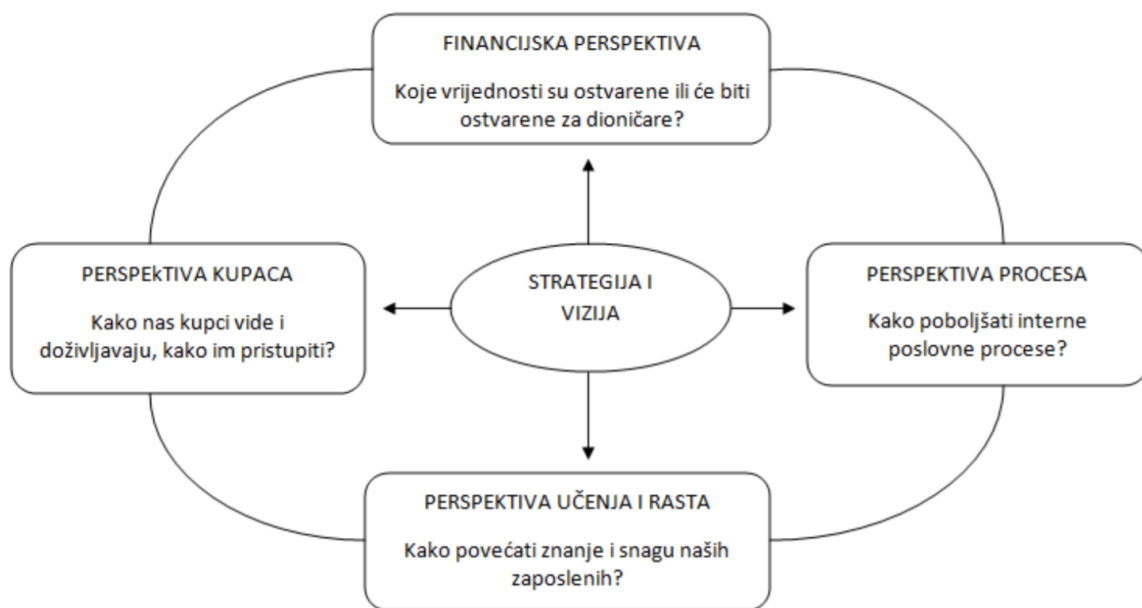 FINANCIJSKA PERSPEKTIVA
Koje vrijednosti su ostvarene ili će biti
ostvarene za dioničare?
PERSPEkTIVA KUPACA
Kako nas kupci vide i
doživljavaju, kako im pristupiti?
STRATEGIJA I
VIZIJA
PERSPEKTIVA PROCESA
Kako poboljšati interne
poslovne procese?
PERSPEKTIVA UČENJA I RASTA
Kako povećati znanje i snagu naših
zaposlenih?